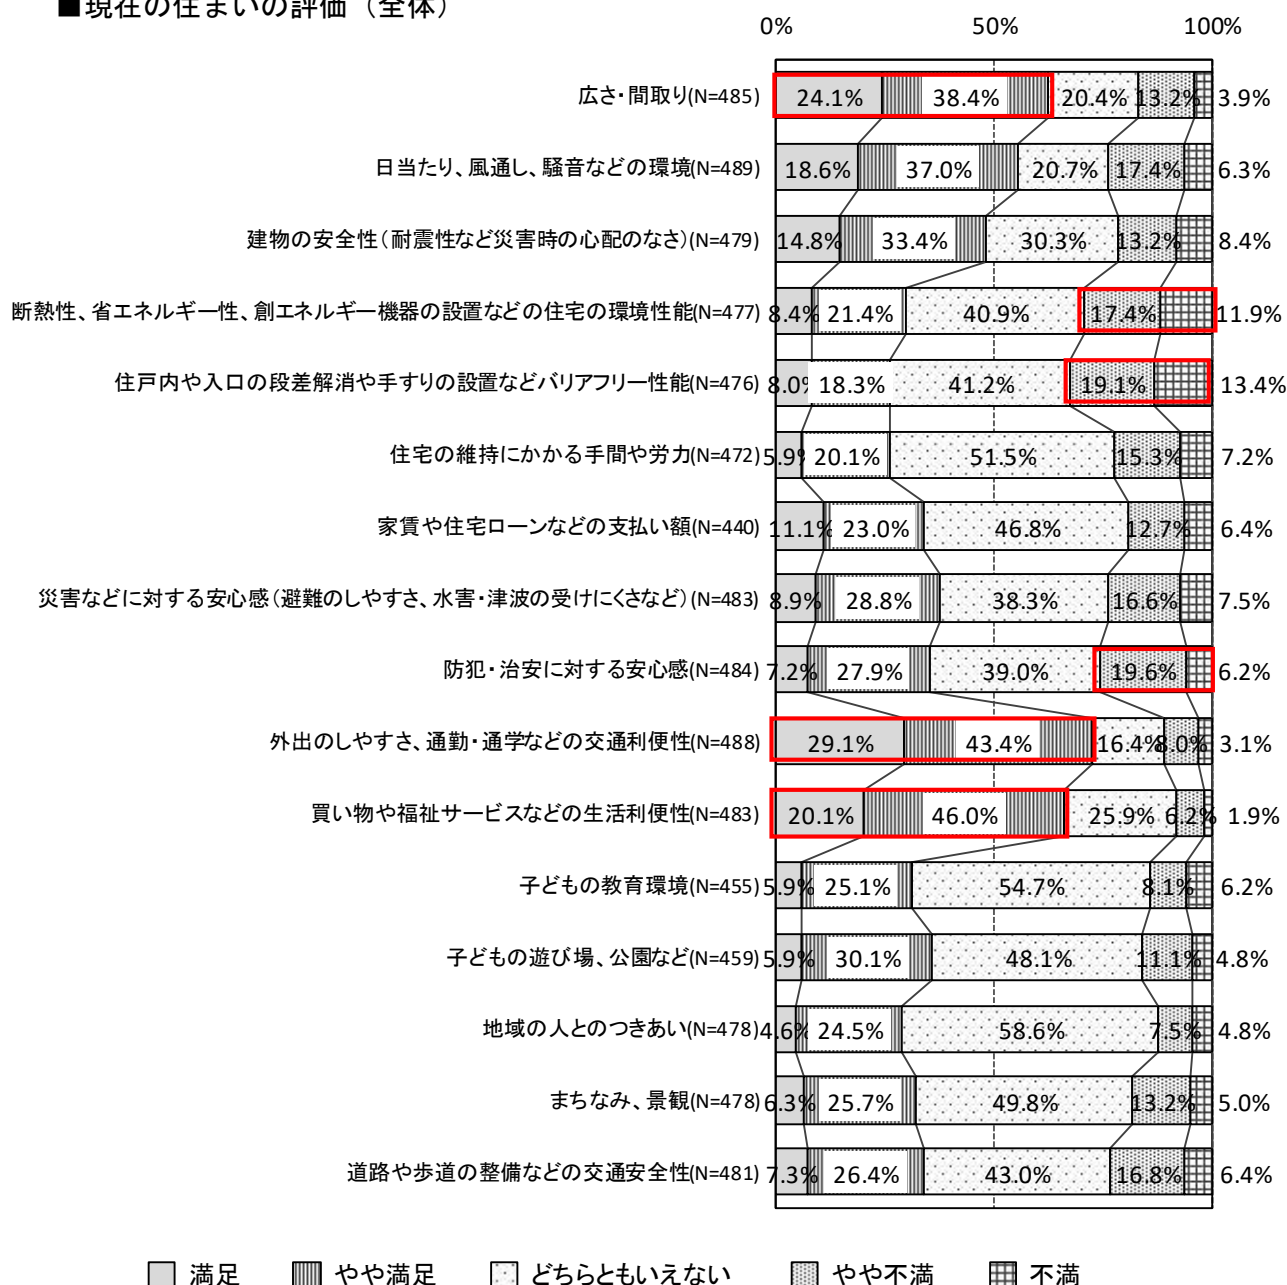 ■現在の住まいの評価（全体）
0% 50% 100%
広さ・間取り(N=485) 24.1% 38.4% 20.4% 13.2% 3.9%
日当たり、風通し、騒音などの環境(N=489) 18.6% 37.0% 20.7% 17.4% 6.3%
建物の安全性（耐震性など災害時の心配のなさ）(N=479) 14.8% 33.4% 30.3% 13.2% 8.4%
断熱性、省エネルギー性、創エネルギー機器の設置などの住宅の環境性能(N=477) 8.4% 21.4% 40.9% 17.4% 11.9%
住戸内や入口の段差解消や手すりの設置などバリアフリー性能(N=476) 8.0% 18.3% 41.2% 19.1% 13.4%
住宅の維持にかかる手間や労力(N=472) 5.9% 20.1% 51.5% 15.3% 7.2%
家賃や住宅ローンなどの支払い額(N=440) 11.1% 23.0% 46.8% 12.7% 6.4%
災害などに対する安心感（避難のしやすさ、水害・津波の受けにくさなど）(N=483) 8.9% 28.8% 38.3% 16.6% 7.5%
防犯・治安に対する安心感(N=484) 7.2% 27.9% 39.0% 19.6% 6.2%
外出のしやすさ、通勤・通学などの交通利便性(N=488) 29.1% 43.4% 16.4% 8.0% 3.1%
買い物や福祉サービスなどの生活利便性(N=483) 20.1% 46.0% 25.9% 6.2% 1.9%
子どもの教育環境(N=455) 5.9% 25.1% 54.7% 8.1% 6.2%
子どもの遊び場、公園など(N=459) 5.9% 30.1% 48.1% 11.1% 4.8%
地域の人とのつきあい(N=478) 4.6% 24.5% 58.6% 7.5% 4.8%
まちなみ、景観(N=478) 6.3% 25.7% 49.8% 13.2% 5.0%
道路や歩道の整備などの交通安全性(N=481) 7.3% 26.4% 43.0% 16.8% 6.4%
満足 やや満足 どちらともいえない やや不満 不満